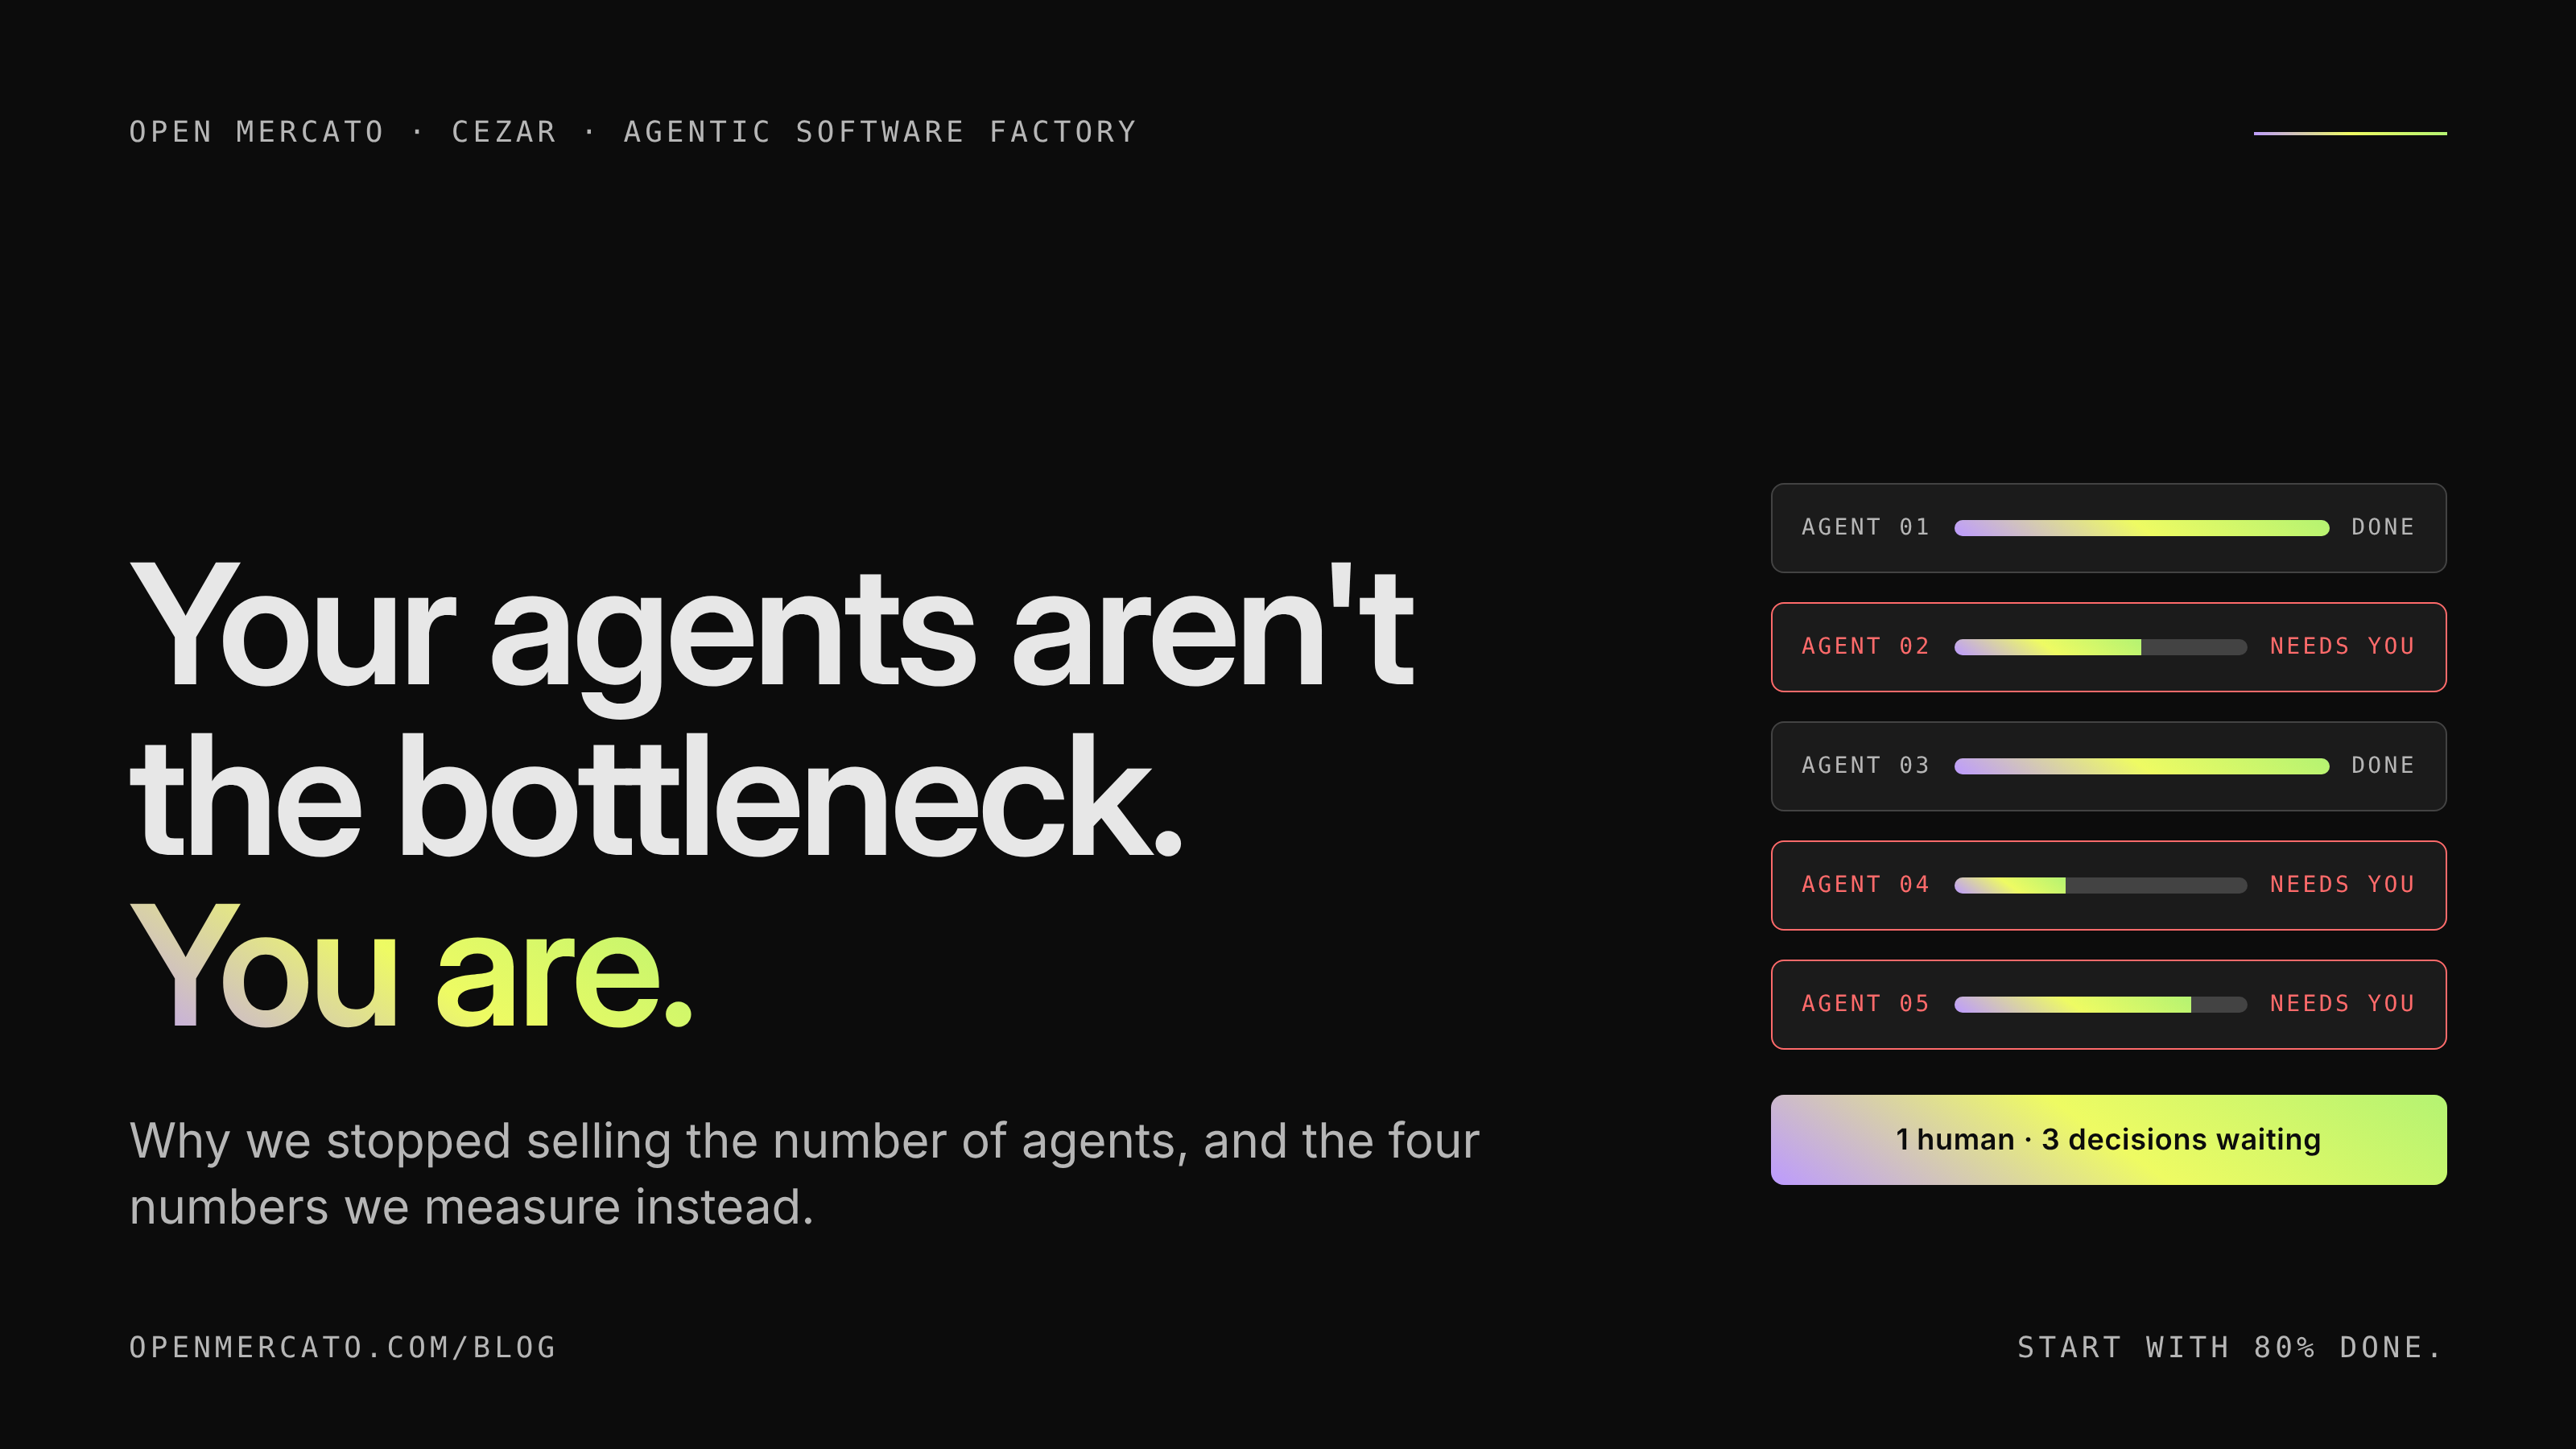 OPEN MERCATO · CEZAR · AGENTIC SOFTWARE FACTORY
Your agents aren't
the bottleneck.
You are.
Why we stopped selling the number of agents, and the four
numbers we measure instead.
AGENT 01 DONE
AGENT 02 NEEDS YOU
AGENT 03 DONE
AGENT 04 NEEDS YOU
AGENT 05 NEEDS YOU
1 human · 3 decisions waiting
OPENMERCATO.COM/BLOG
START WITH 80% DONE.